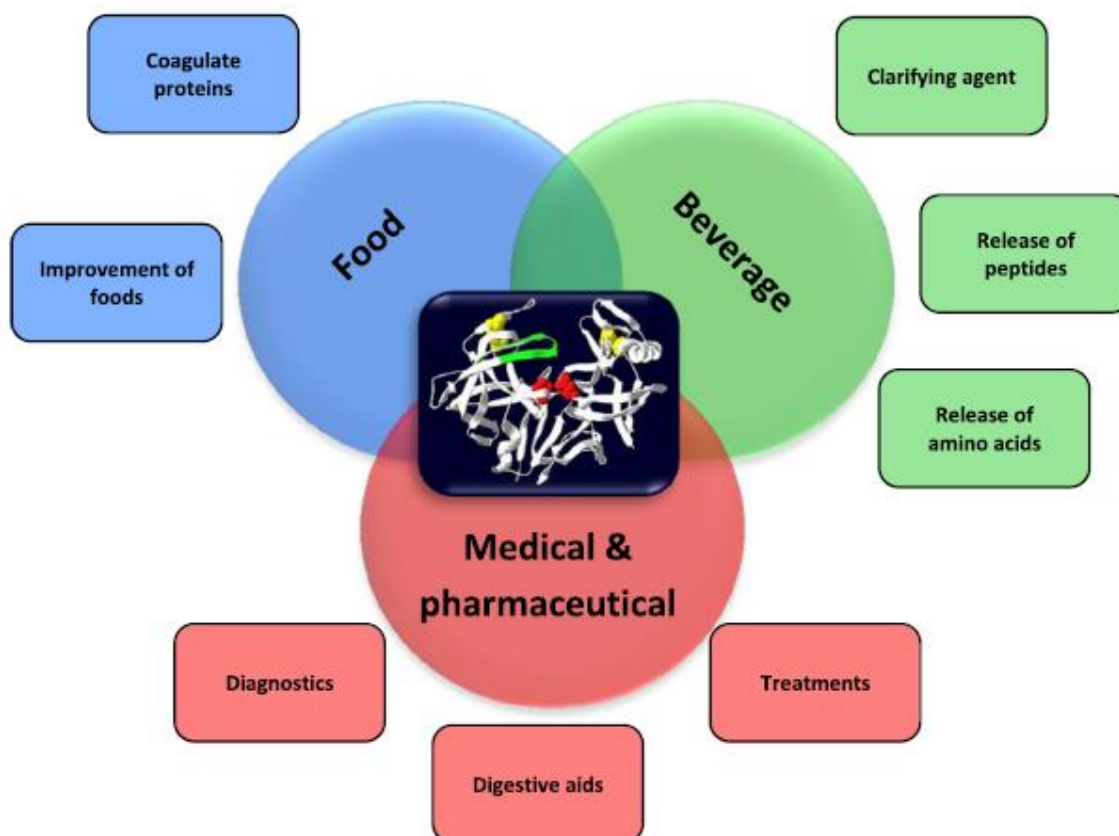 Coagulate
proteins
Clarifying agent
Food
Beverage
Improvement of
foods
Release of
peptides
Release of
amino acids
Medical &
pharmaceutical
Diagnostics
Treatments
Digestive aids